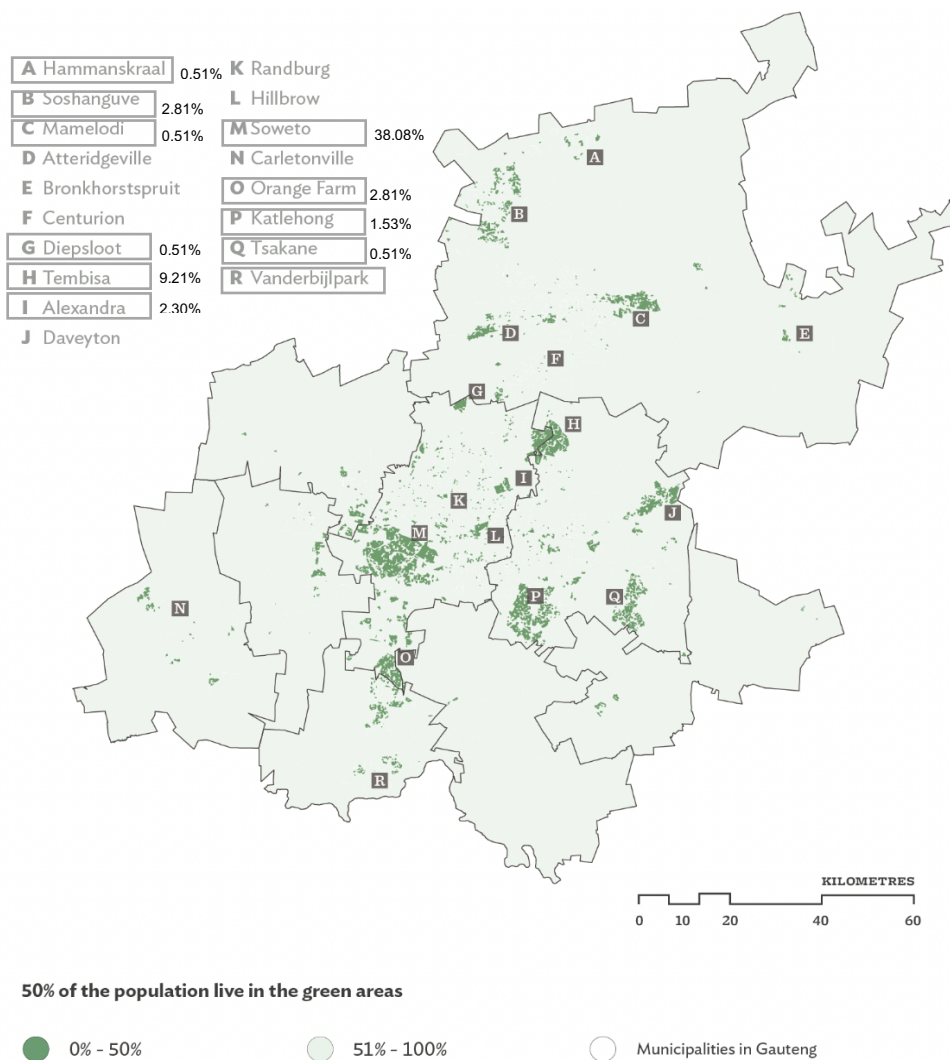 A Hammanskraal 0.51%
B Soshanguve 2.81%
C Mamelodi 0.51%
D Atteridgeville
E Bronkhorstspruit
F Centurion
G Diepsloot 0.51%
H Tembisa 9.21%
I Alexandra 2.30%
J Daveyton
K Randburg
L Hillbrow
M Soweto 38.08%
N Carletonville
O Orange Farm 2.81%
P Katlehong 1.53%
Q Tsakane 0.51%
R Vanderbijlpark
A
B
C
D
E
F
G
H
I
J
K
L
M
N
O
P
Q
R
KILOMETRES
0 10 20 40 60
50% of the population live in the green areas
0% - 50% 51% - 100% Municipalities in Gauteng